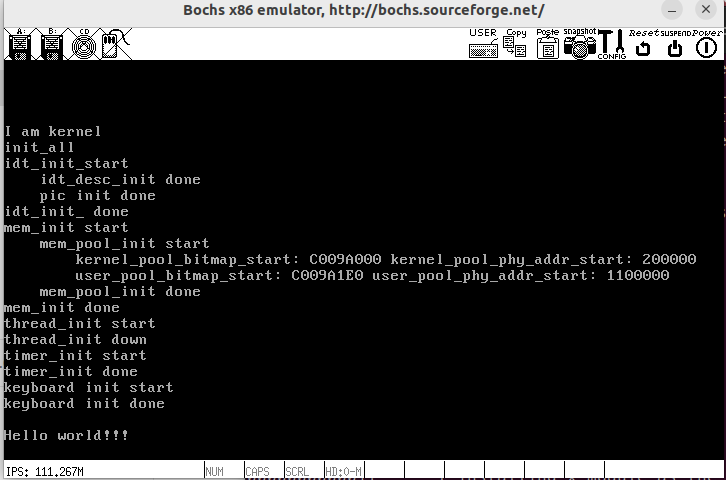 Bochs x86 emulator, http://bochs.sourceforge.net/
A: B: CD USER Copy Paste snapshot CONFIG Reset SUSPEND Power
I am kernel
init_all
idt_init_start
idt_desc_init done
pic init done
idt_init_ done
mem_init start
mem_pool_init start
kernel_pool_bitmap_start: C009A000 kernel_pool_phy_addr_start: 200000
user_pool_bitmap_start: C009A1E0 user_pool_phy_addr_start: 1100000
mem_pool_init done
mem_init done
thread_init start
thread_init down
timer_init start
timer_init done
keyboard init start
keyboard init done
Hello world!!!
IPS: 111.267M NUM CAPS SCRL HD:0-M